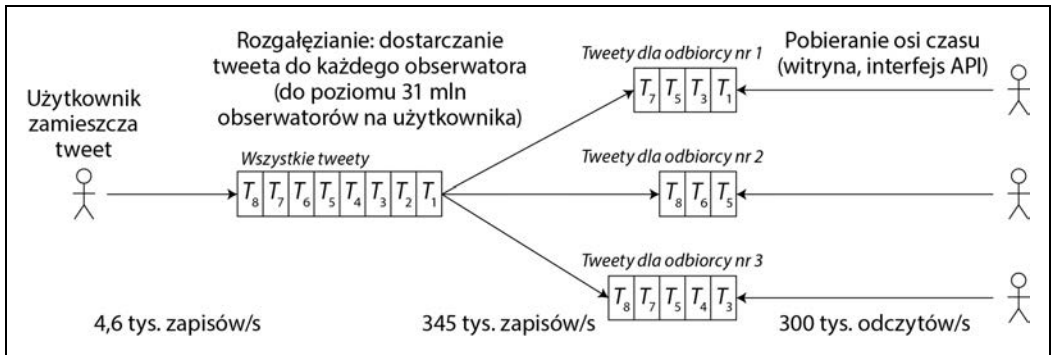 Użytkownik
zamieszcza
tweet
Rozgałęzianie: dostarczanie
tweeta do każdego obserwatora
(do poziomu 31 mln
obserwatorów na użytkownika)
Wszystkie tweety
T₈ T₇ T₆ T₅ T₄ T₃ T₂ T₁
Tweety dla odbiorcy nr 1
T₇ T₅ T₃ T₁
Tweety dla odbiorcy nr 2
T₈ T₆ T₅
Tweety dla odbiorcy nr 3
T₈ T₇ T₅ T₄ T₃
Pobieranie osi czasu
(witryna, interfejs API)
4,6 tys. zapisów/s
345 tys. zapisów/s
300 tys. odczytów/s